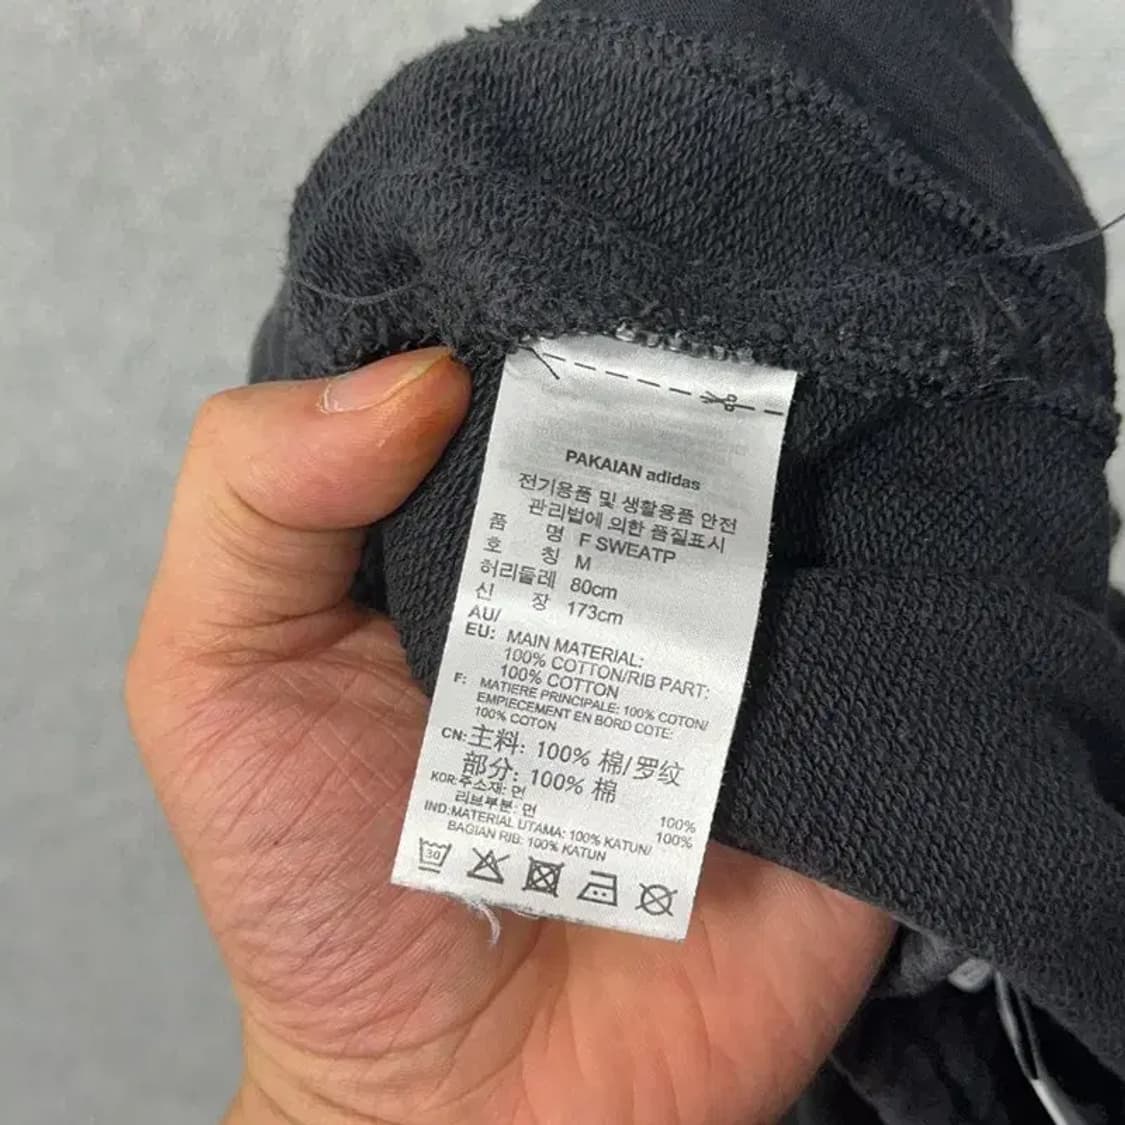 PAKAIAN adidas
전기용품 및 생활용품 안전
관리법에 의한 품질표시
품 명 F SWEATP
호 칭 M
허리둘레 80cm
신 장 173cm
AU/
EU: MAIN MATERIAL:
100% COTTON/RIB PART:
100% COTTON
F: MATIERE PRINCIPALE: 100% COTON/
EMPIECEMENT EN BORD COTE:
100% COTON
CN: 主料: 100% 棉/罗纹
部分: 100% 棉
KOR:주소재: 면 100%
리브부분: 면 100%
IND:MATERIAL UTAMA: 100% KATUN/
BAGIAN RIB: 100% KATUN
30